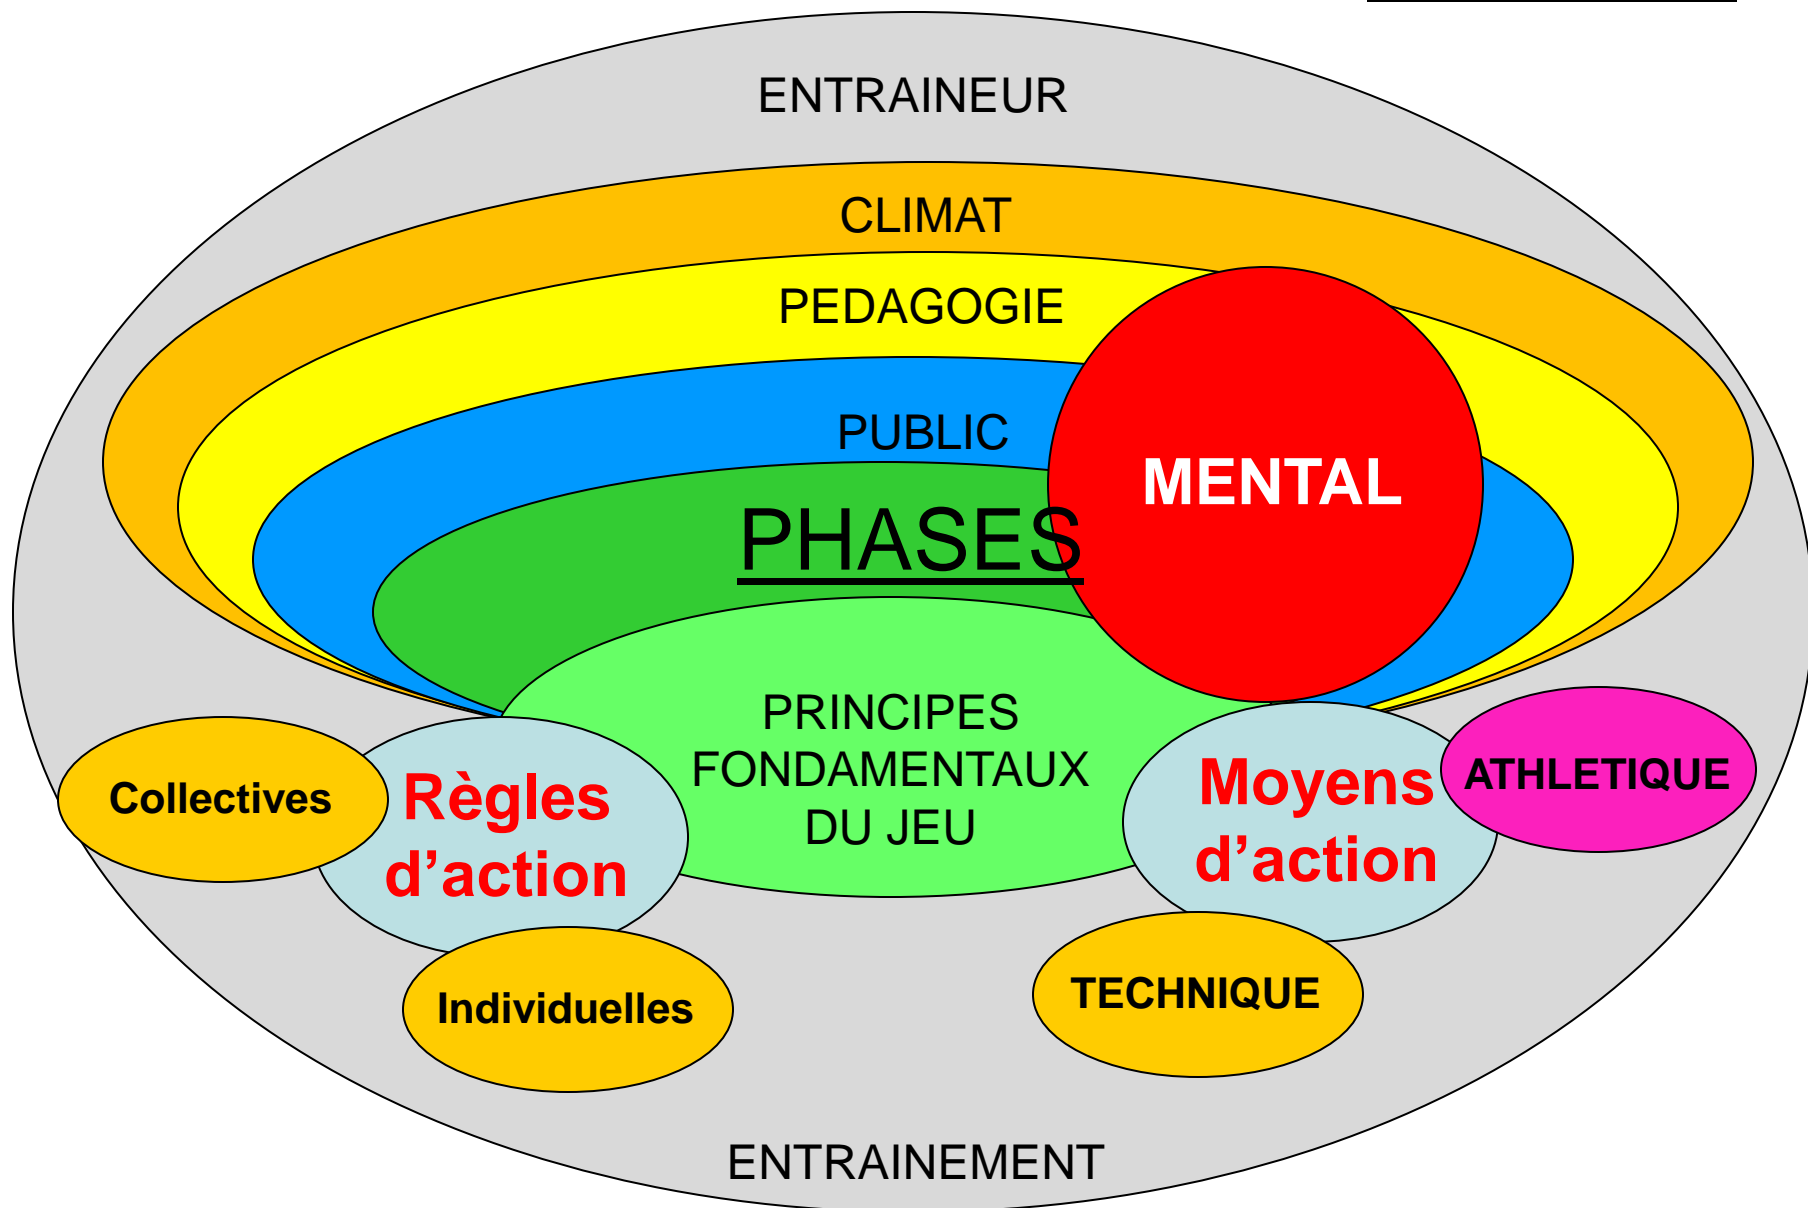 ENTRAINEUR
CLIMAT
PEDAGOGIE
PUBLIC
MENTAL
PHASES
PRINCIPES
FONDAMENTAUX
DU JEU
Collectives
Règles
d’action
Individuelles
Moyens
d’action
ATHLETIQUE
TECHNIQUE
ENTRAINEMENT